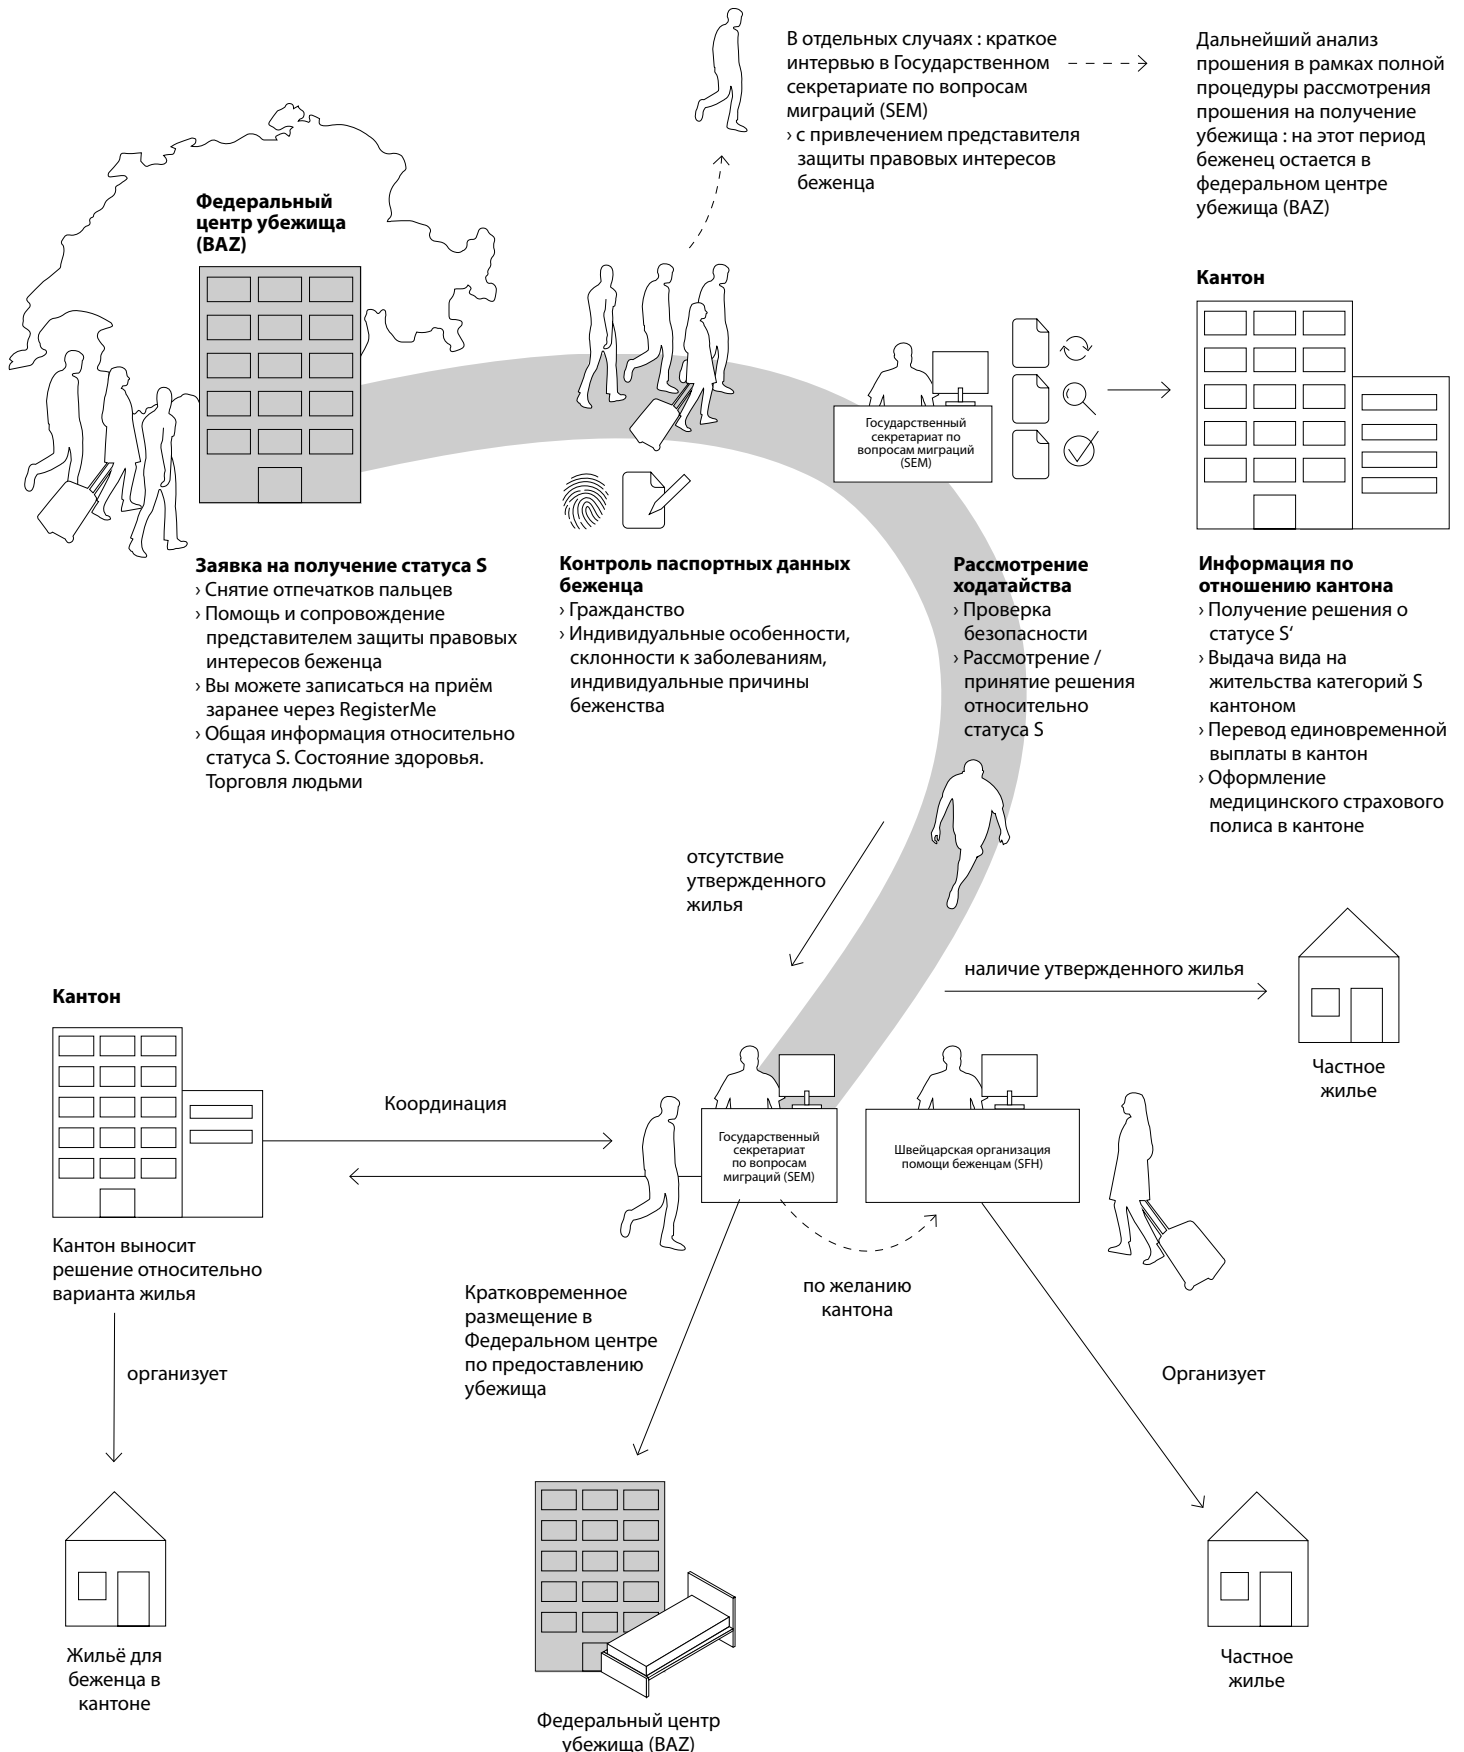 В отдельных случаях : краткое
интервью в Государственном
секретариате по вопросам
миграций (SEM)
› с привлечением представителя
защиты правовых интересов
беженца
Дальнейший анализ
прошения в рамках полной
процедуры рассмотрения
прошения на получение
убежища : на этот период
беженец остается в
федеральном центре
убежища (BAZ)
Федеральный
центр убежища
(BAZ)
Кантон
Государственный
секретариат по
вопросам миграций
(SEM)
Заявка на получение статуса S
› Снятие отпечатков пальцев
› Помощь и сопровождение
представителем защиты правовых
интересов беженца
› Вы можете записаться на приём
заранее через RegisterMe
› Общая информация относительно
статуса S. Состояние здоровья.
Торговля людьми
Контроль паспортных данных
беженца
› Гражданство
› Индивидуальные особенности,
склонности к заболеваниям,
индивидуальные причины
беженства
Рассмотрение
ходатайства
› Проверка
безопасности
› Рассмотрение /
принятие решения
относительно
статуса S
Информация по
отношению кантона
› Получение решения о
статусе S‘
› Выдача вида на
жительства категорий S
кантоном
› Перевод единовременной
выплаты в кантон
› Оформление
медицинского страхового
полиса в кантоне
отсутствие
утвержденного
жилья
наличие утвержденного жилья
Частное
жилье
Кантон
Координация
Государственный
секретариат
по вопросам
миграций (SEM)
Швейцарская организация
помощи беженцам (SFH)
Кантон выносит
решение относительно
варианта жилья
Кратковременное
размещение в
Федеральном центре
по предоставлению
убежища
по желанию
кантона
организует
Организует
Жильё для
беженца в
кантоне
Федеральный центр
убежища (BAZ)
Частное
жилье